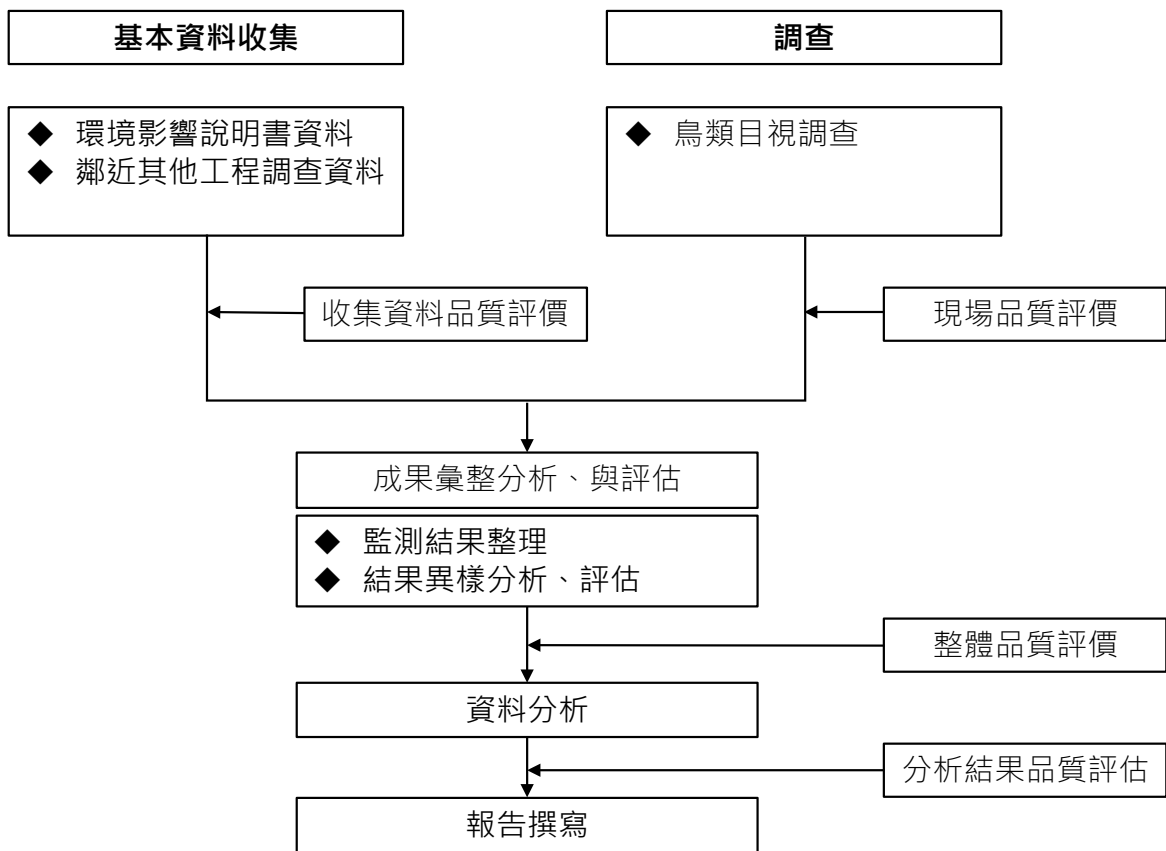 基本資料收集
調查
◆ 環境影響說明書資料
◆ 鄰近其他工程調查資料
◆ 鳥類目視調查
收集資料品質評價
現場品質評價
成果彙整分析、與評估
◆ 監測結果整理
◆ 結果異樣分析、評估
整體品質評價
資料分析
分析結果品質評估
報告撰寫